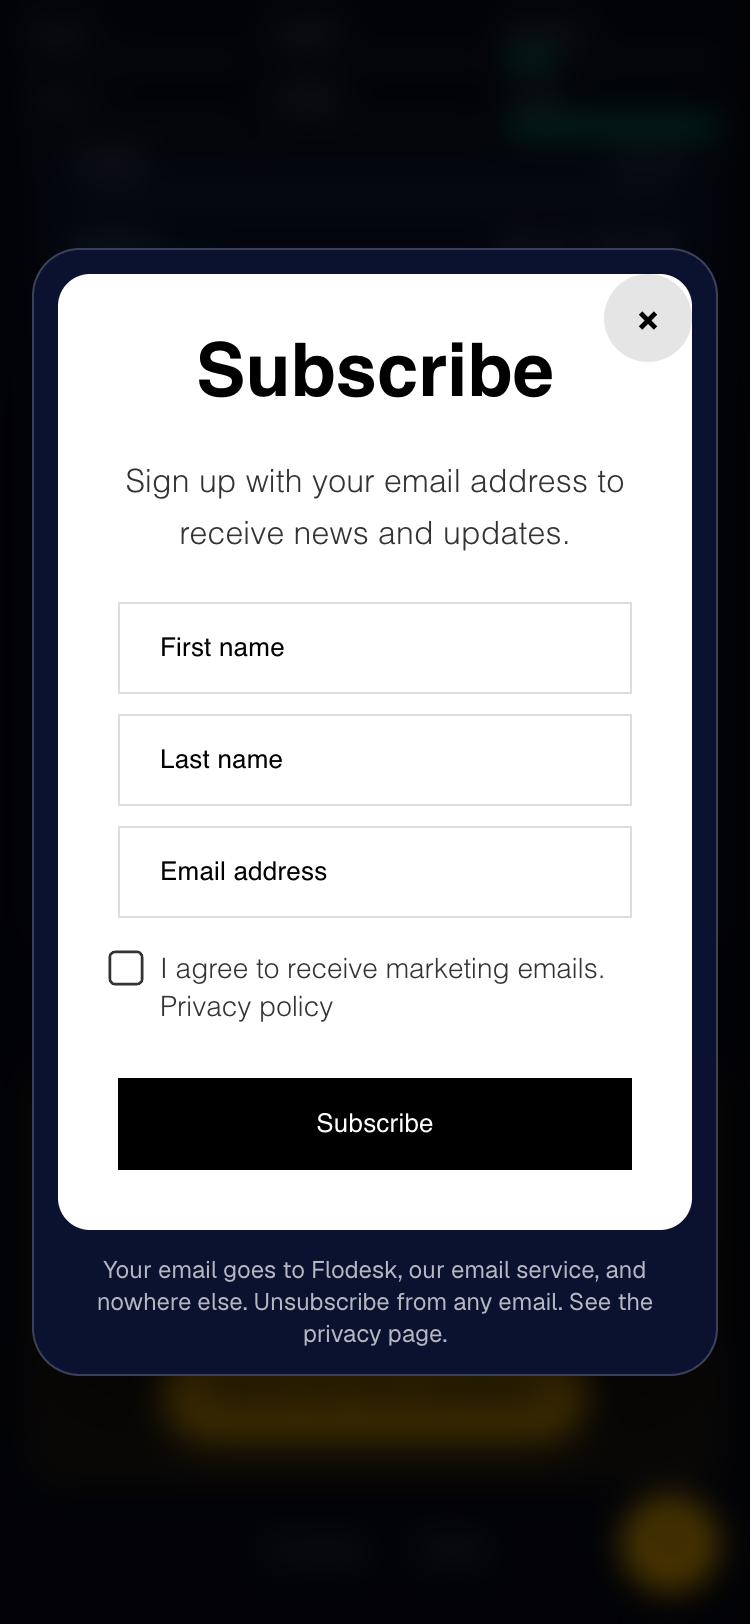 ×
Subscribe
Sign up with your email address to
receive news and updates.
First name
Last name
Email address
I agree to receive marketing emails.
Privacy policy
Subscribe
Your email goes to Flodesk, our email service, and
nowhere else. Unsubscribe from any email. See the
privacy page.